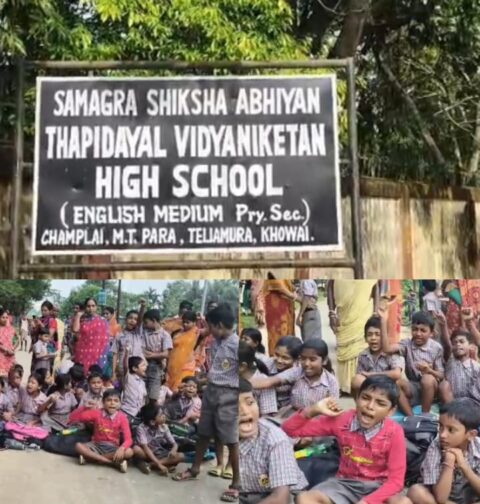 SAMAGRA SHIKSHA ABHIYAN
THAPIDAYAL VIDYANIKETAN
HIGH SCHOOL
(ENGLISH MEDIUM Pry. Sec.)
CHAMPLAI, M.T. PARA, TELIAMURA, KHOWAI.